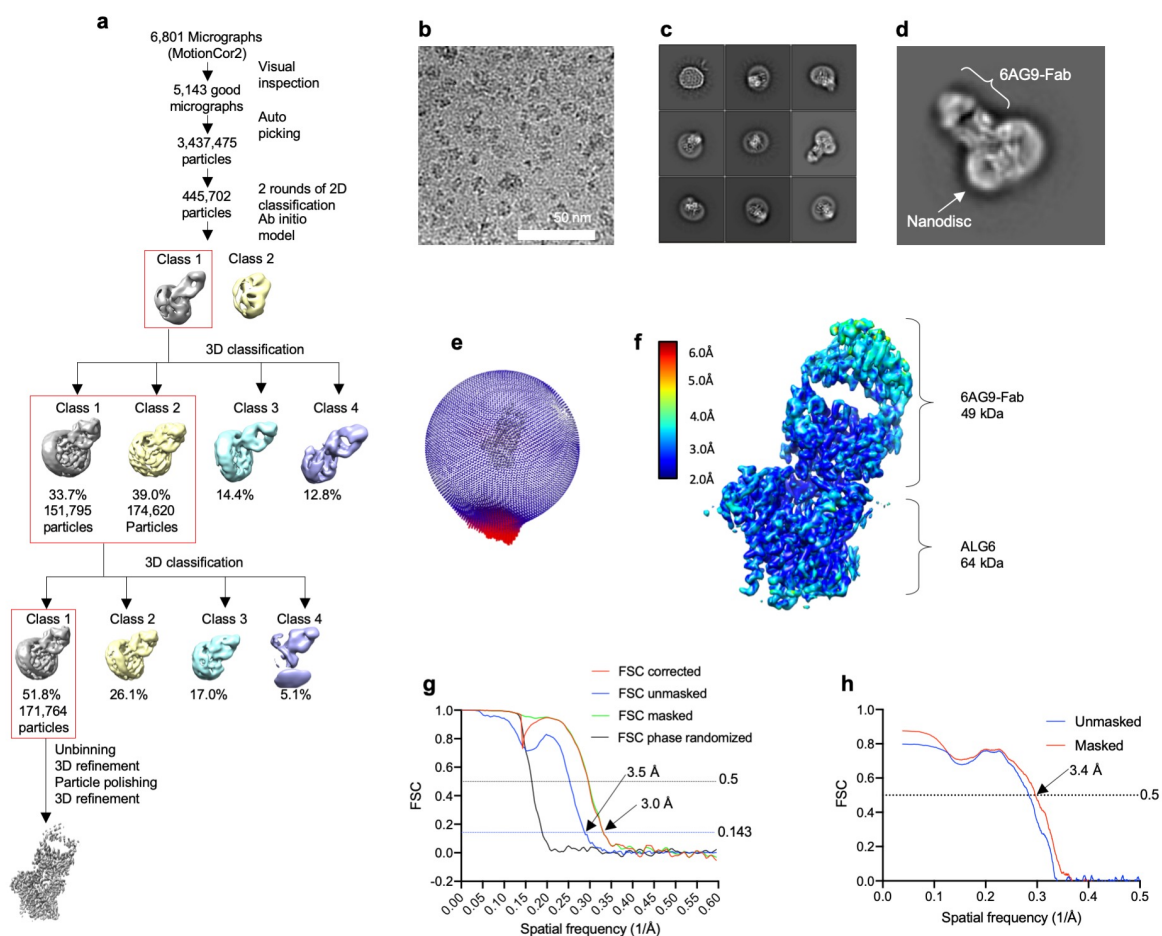 a
6,801 Micrographs
(MotionCor2)
Visual
inspection
5,143 good
micrographs
Auto
picking
3,437,475
particles
445,702
particles
2 rounds of 2D
classification
Ab initio
model
Class 1
Class 2
3D classification
Class 1
Class 2
Class 3
Class 4
33.7%
151,795
particles
39.0%
174,620
Particles
14.4%
12.8%
3D classification
Class 1
Class 2
Class 3
Class 4
51.8%
171,764
particles
26.1%
17.0%
5.1%
Unbinning
3D refinement
Particle polishing
3D refinement
b
50 nm
c
d
6AG9-Fab
Nanodisc
e
f
6.0Å
5.0Å
4.0Å
3.0Å
2.0Å
6AG9-Fab
49 kDa
ALG6
64 kDa
g
FSC corrected
FSC unmasked
FSC masked
FSC phase randomized
1.0
0.8
0.6
0.4
0.2
0.0
-0.2
FSC
3.5 Å
3.0 Å
0.5
0.143
0.00
0.05
0.10
0.15
0.20
0.25
0.30
0.35
0.40
0.45
0.50
0.55
0.60
Spatial frequency (1/Å)
h
Unmasked
Masked
1.0
0.8
0.6
0.4
0.2
0.0
FSC
3.4 Å
0.5
0.0
0.1
0.2
0.3
0.4
0.5
Spatial frequency (1/Å)